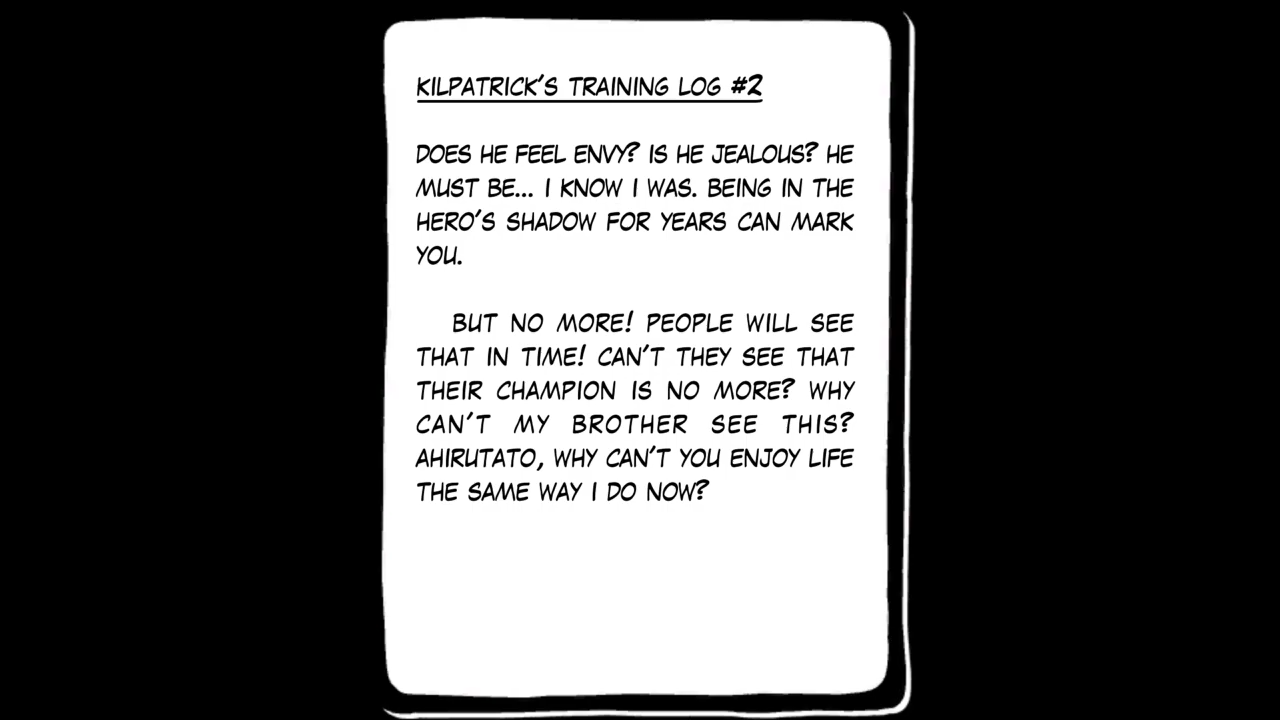 KILPATRICK'S TRAINING LOG #2
DOES HE FEEL ENVY? IS HE JEALOUS? HE
MUST BE... I KNOW I WAS. BEING IN THE
HERO'S SHADOW FOR YEARS CAN MARK
YOU.
BUT NO MORE! PEOPLE WILL SEE
THAT IN TIME! CAN'T THEY SEE THAT
THEIR CHAMPION IS NO MORE? WHY
CAN'T MY BROTHER SEE THIS?
AHIRUTATO, WHY CAN'T YOU ENJOY LIFE
THE SAME WAY I DO NOW?